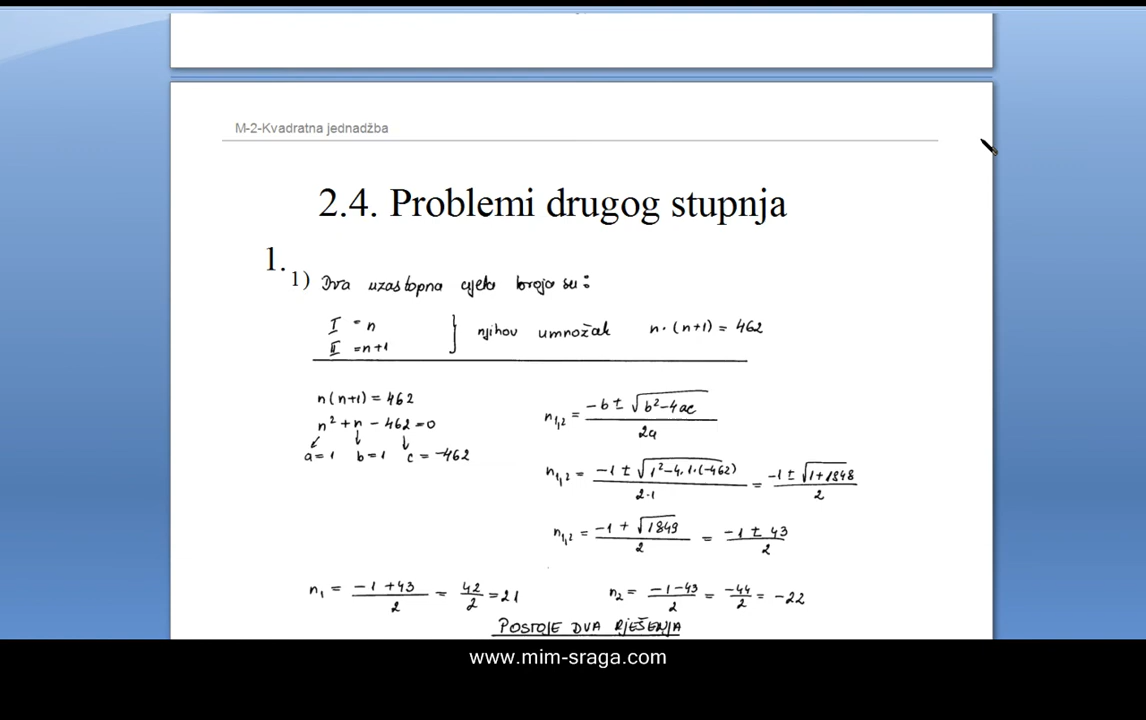 M-2-Kvadratna jednadžba
2.4. Problemi drugog stupnja
1.
1) Dva uzastopna cijela broja su:
I = n
II = n+1
} njihov umnožak n·(n+1) = 462
n(n+1) = 462
n² + n - 462 = 0
a=1 b=1 c = -462
n₁,₂ = (-b ± √(b²-4ac)) / 2a
n₁,₂ = (-1 ± √(1²-4·1·(-462))) / 2·1 = (-1 ± √(1+1848)) / 2
n₁,₂ = (-1 + √1849) / 2 = (-1 ± 43) / 2
n₁ = (-1+43) / 2 = 42/2 = 21 n₂ = (-1-43) / 2 = -44/2 = -22
POSTOJE DVA RJEŠENJA
www.mim-sraga.com